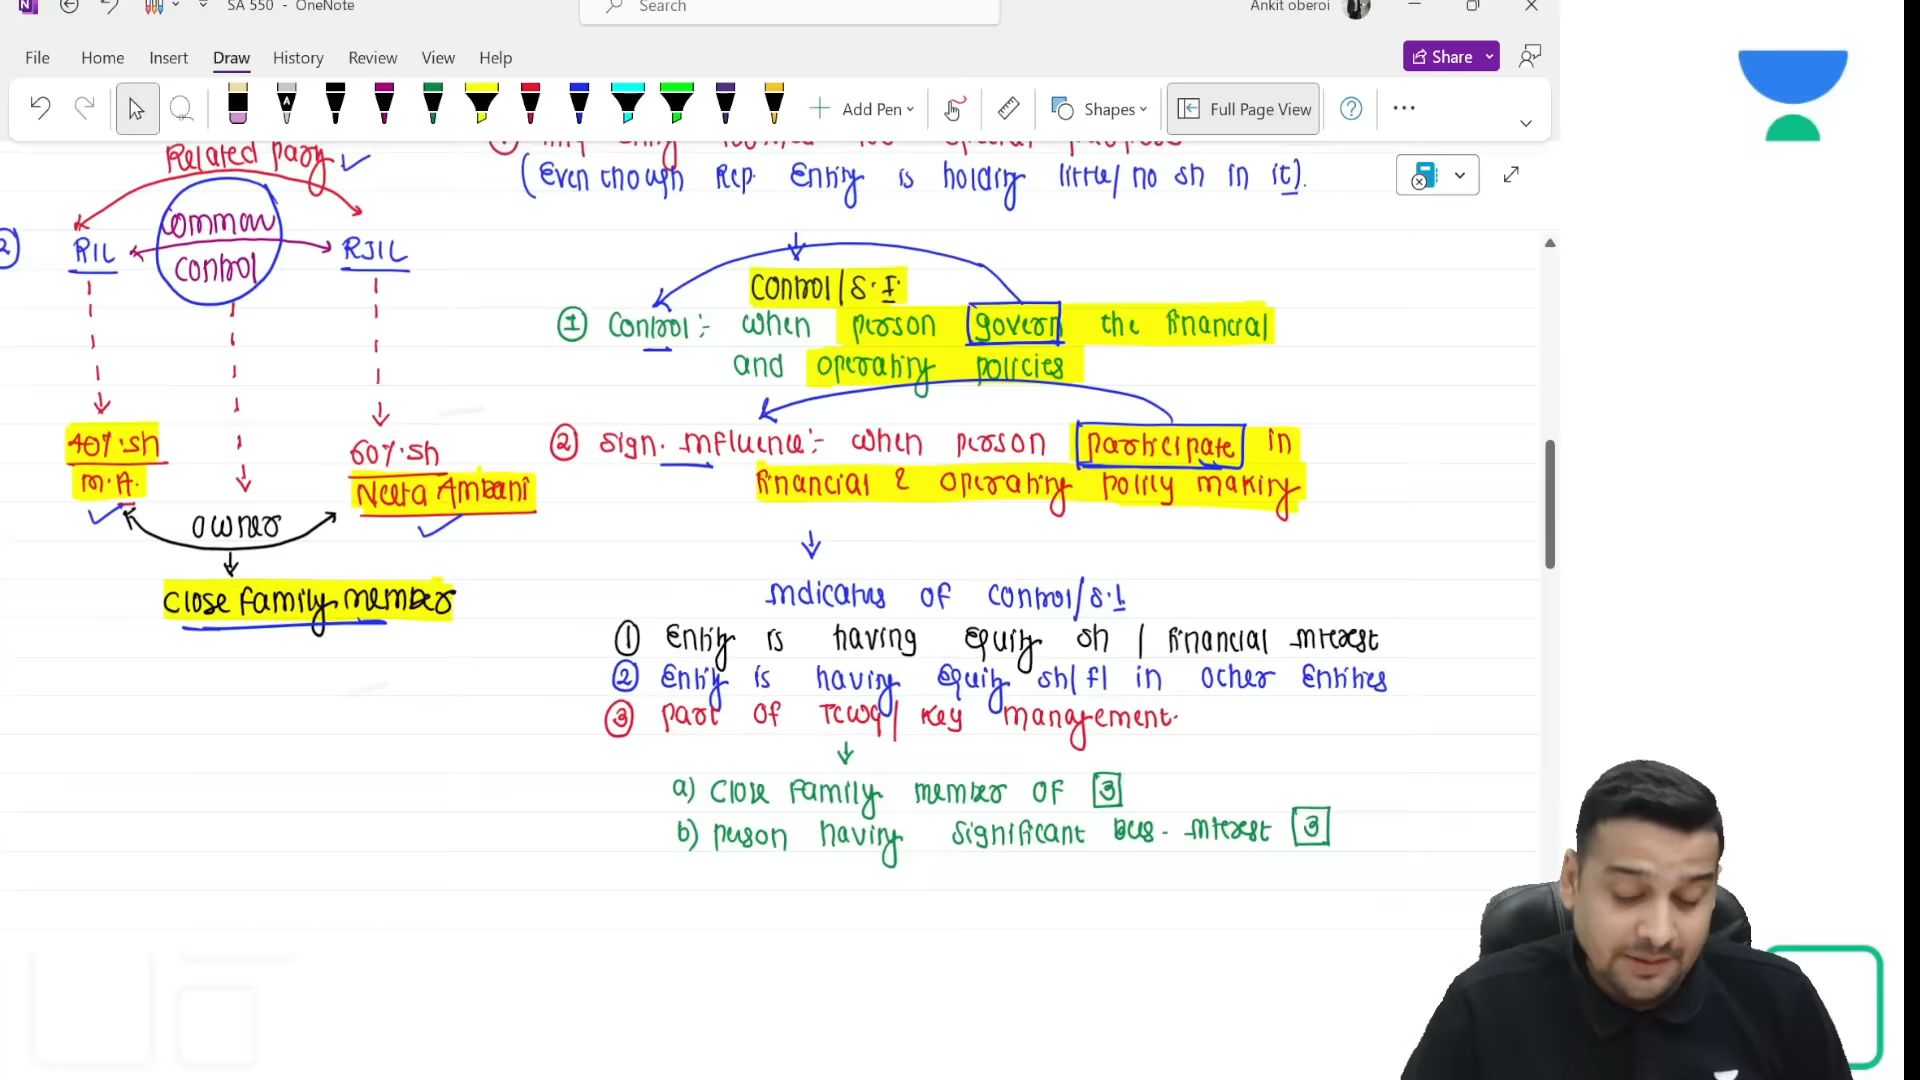 SA 550 - OneNote
Search
Ankit oberoi
File Home Insert Draw History Review View Help
Share
Add Pen
Shapes
Full Page View
Related Party
Common
control
RIL
RJIL
40%.sh
M.A.
60%.sh
Neeta Ambani
owner
close family member
(Even though Rep. Entity is holding little/ no sh in it).
Control/S.I.
① Control:- when person govern the financial
and operating policies
② Sign. Influence:- when person participate in
financial & operating policy making
Indicators of control/S.I
① Entity is having equity sh / financial interest
② Entity is having equity sh/ FI in other Entities
③ part of TCWG/ Key management.
a) close family member of 3
b) person having significant Bus. interest 3